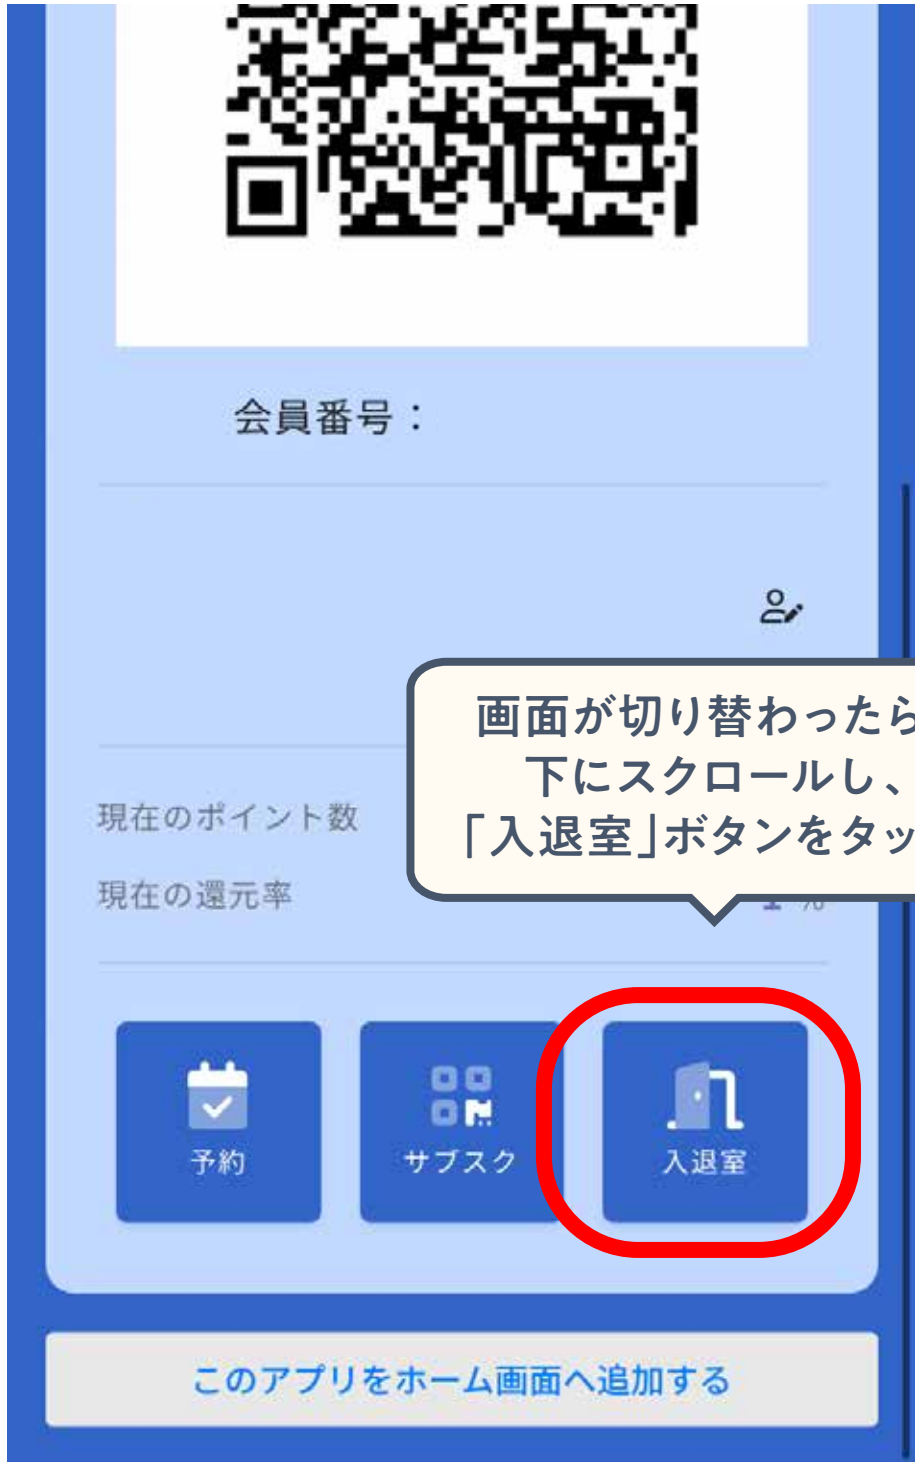 会員番号：
画面が切り替わったら
下にスクロールし、
「入退室」ボタンをタッ
現在のポイント数
現在の還元率
%
予約
サブスク
入退室
このアプリをホーム画面へ追加する